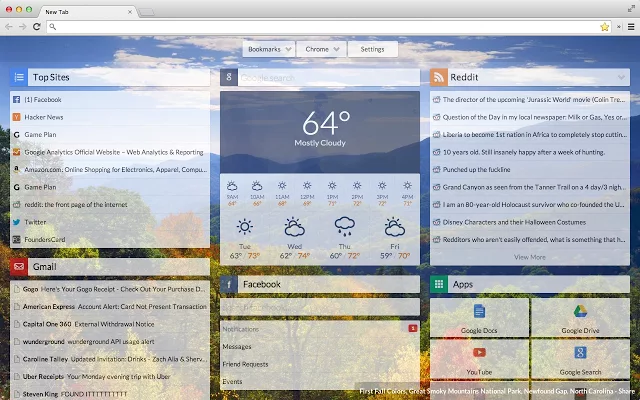 New Tab
Bookmarks
Chrome
Settings
Top Sites
(1) Facebook
Hacker News
Game Plan
Google Analytics Official Website – Web Analytics & Reporting
Amazon.com: Online Shopping for Electronics, Apparel, Compu...
Game Plan
reddit: the front page of the internet
Twitter
FoundersCard
Gmail
Gogo Here's Your Gogo Receipt - Check Out Your Purchase D...
American Express Account Alert: Card Not Present Transaction
Capital One 360 External Withdrawal Notice
wunderground wunderground API usage alert
Caroline Talley Updated Invitation: Drinks - Zach Alia & Sherv...
Uber Receipts Your Monday evening trip with Uber
Steven King FOUND ITTTTTTTTTT
Google search
64°
Mostly Cloudy
9AM 10AM 11AM 12PM 1PM 2PM 3PM 4PM
64° 66° 68° 69° 71° 72° 72° 71°
Tue Wed Thu Fri
63° 73° 62° 74° 60° 72° 59° 70°
Facebook
Notifications 1
Messages
Friend Requests
Events
Reddit
The director of the upcoming 'Jurassic World' movie (Colin Tre...
Question of the Day in my local newspaper: Milk or Gas, Yes or...
Liberia to become 1st nation in Africa to completely stop cuttin...
10 years old. Still insanely happy after a week of hunting.
Punched up the fuckline
Grand Canyon as seen from the Tanner Trail on a 4 day/3 nigh...
I am an 80-year-old Holocaust survivor who co-founded the U...
Disney Characters and their Halloween Costumes
Redditors who aren't easily offended, what is something that h...
View More
Apps
Google Docs
Google Drive
YouTube
Google Search
First Fall Colors, Great Smoky Mountains National Park, Newfound Gap, North Carolina - Share